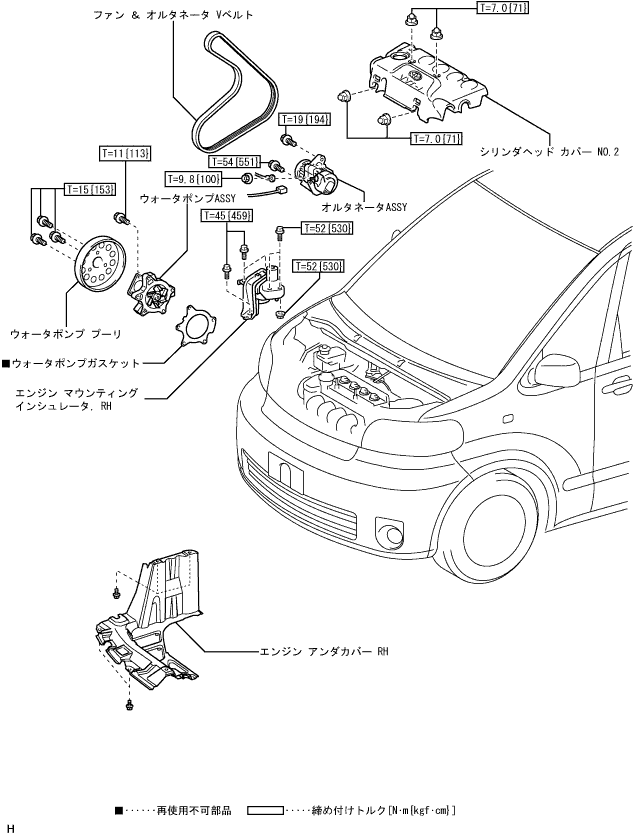 ファン & オルタネータ Vベルト
T=7.0{71}
T=19{194}
T=7.0{71}
シリンダヘッド カバー NO.2
T=11{113}
T=54{551}
T=9.8{100}
T=15{153}
ウォータポンプASSY
オルタネータASSY
T=45{459}
T=52{530}
T=52{530}
ウォータポンプ プーリ
■ウォータポンプガスケット
エンジン マウンティング
インシュレータ, RH
エンジン アンダカバー RH
■‥‥‥再使用不可部品 ‥‥‥締め付けトルク[N·m{kgf·cm}]
H